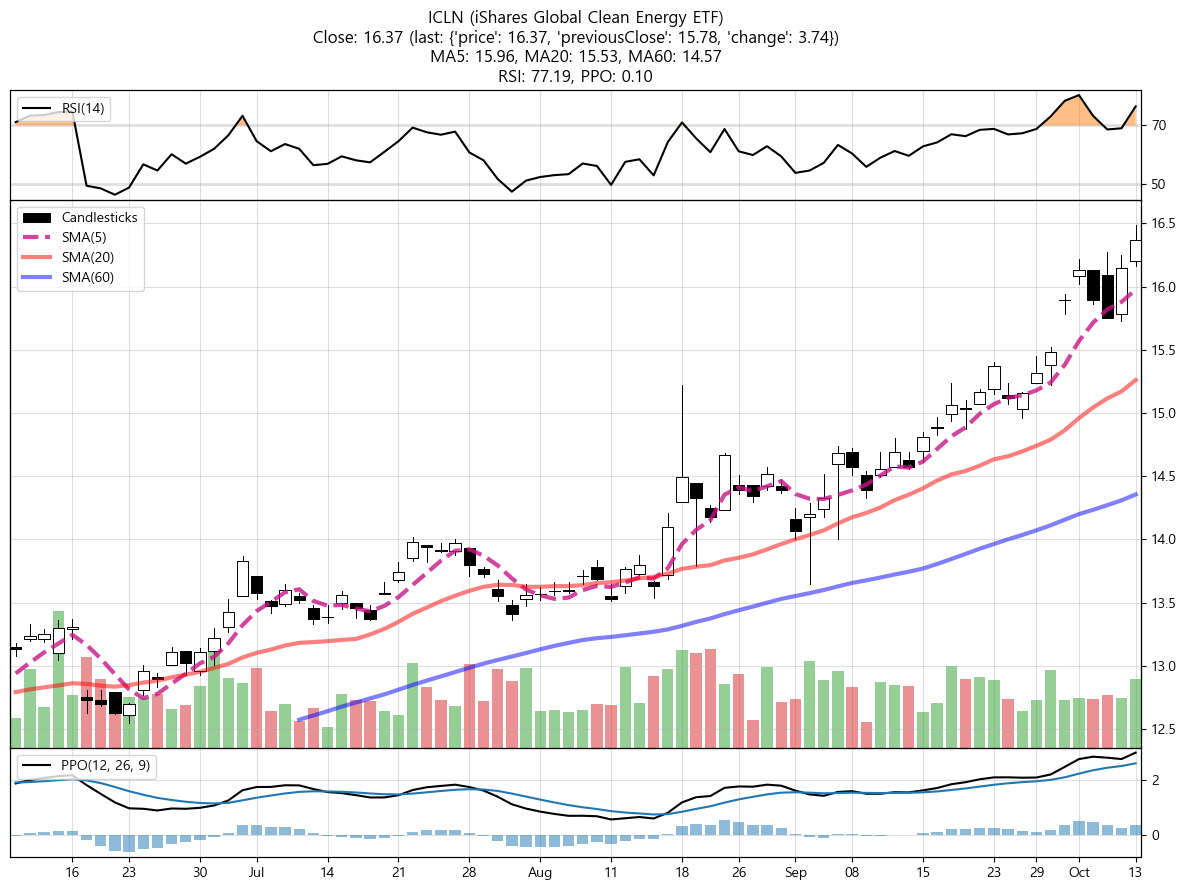 ICLN (iShares Global Clean Energy ETF)
Close: 16.37 (last: {'price': 16.37, 'previousClose': 15.78, 'change': 3.74})
MA5: 15.96, MA20: 15.53, MA60: 14.57
RSI: 77.19, PPO: 0.10
RSI(14)
70
50
Candlesticks
SMA(5)
SMA(20)
SMA(60)
16.5
16.0
15.5
15.0
14.5
14.0
13.5
13.0
12.5
PPO(12, 26, 9)
2
0
16 23 30 Jul 14 21 28 Aug 11 18 26 Sep 08 15 23 29 Oct 13